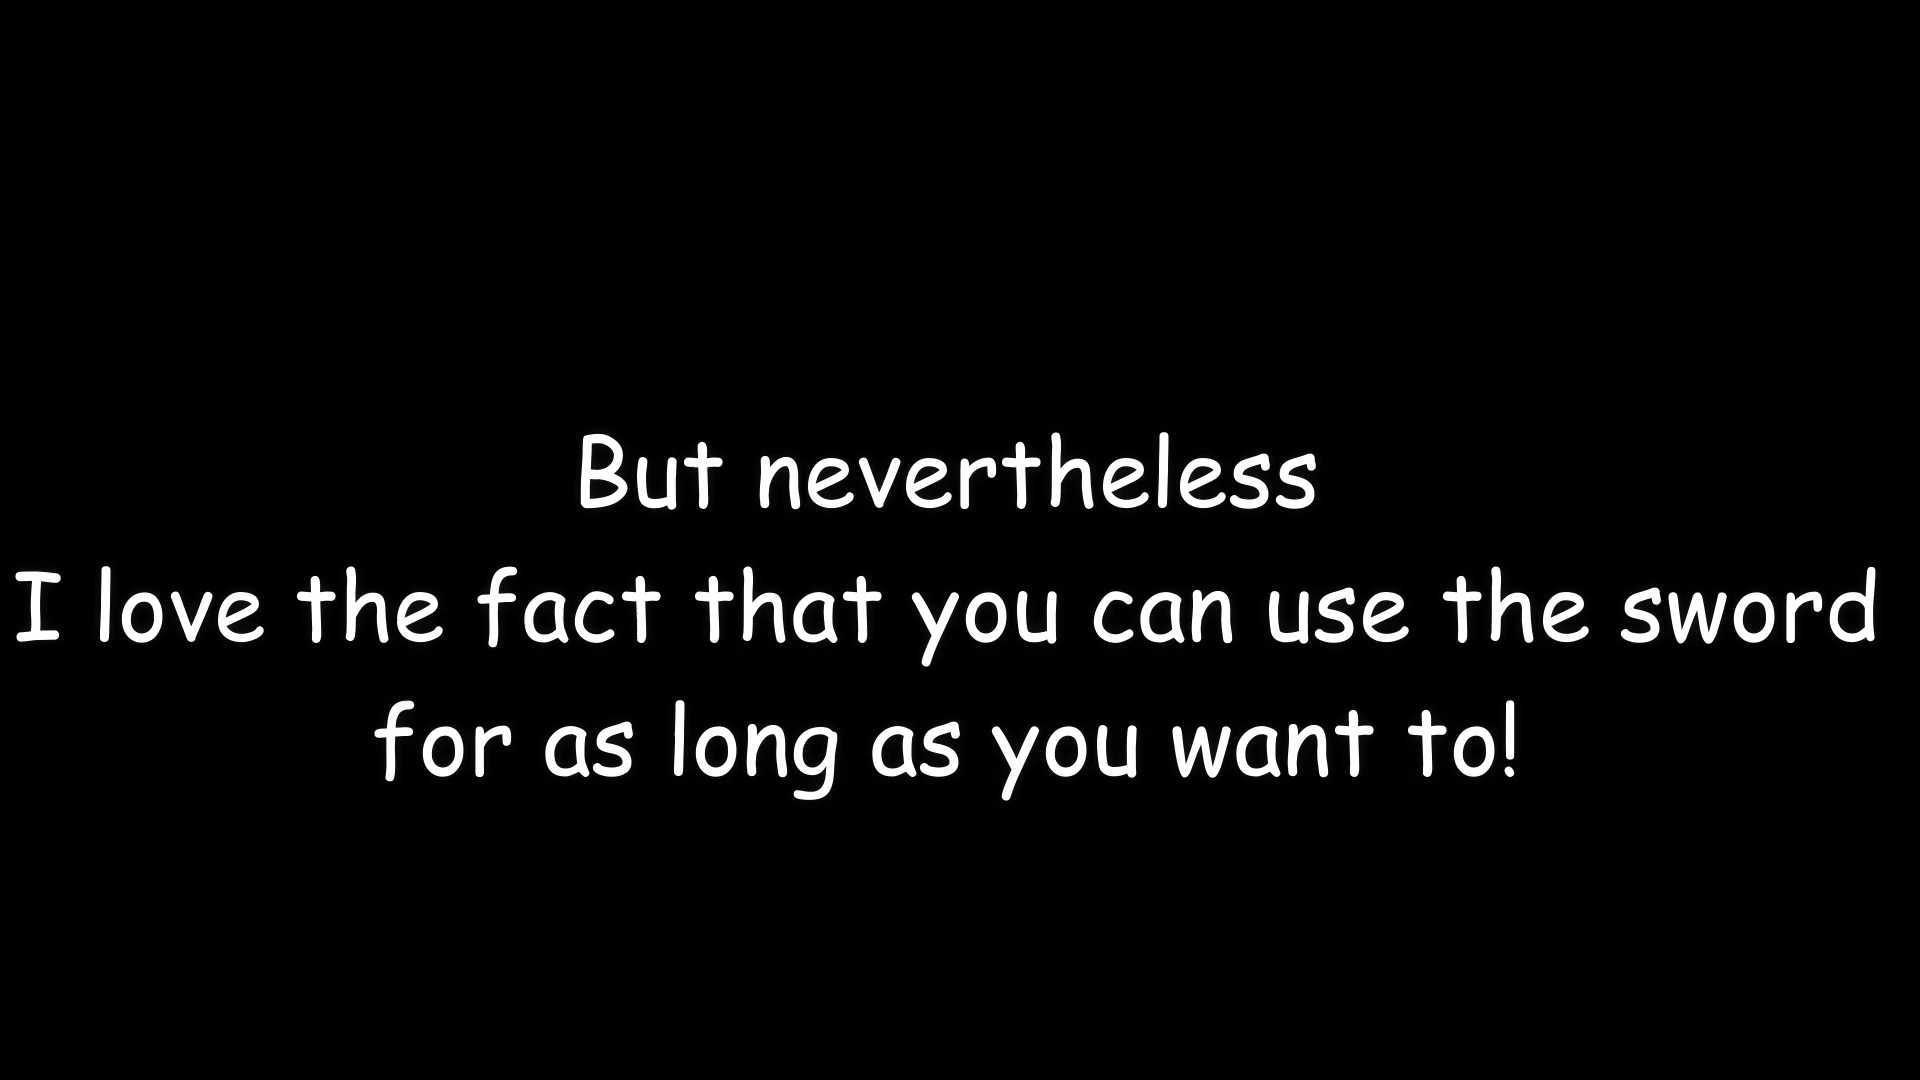 But nevertheless
I love the fact that you can use the sword
for as long as you want to!